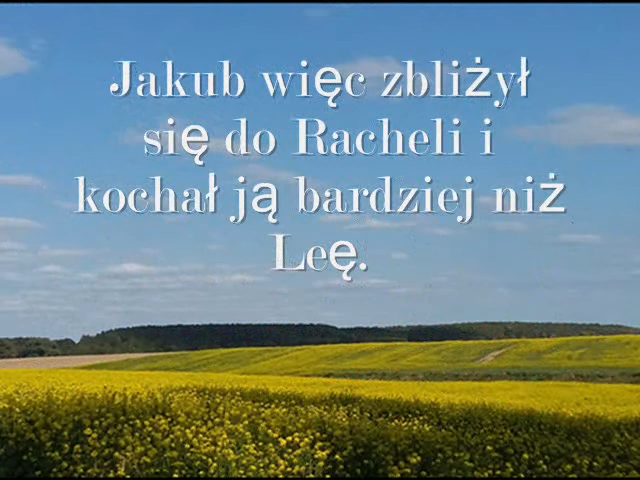 Jakub więc zbliżył
się do Racheli i
kochał ją bardziej niż
Leę.